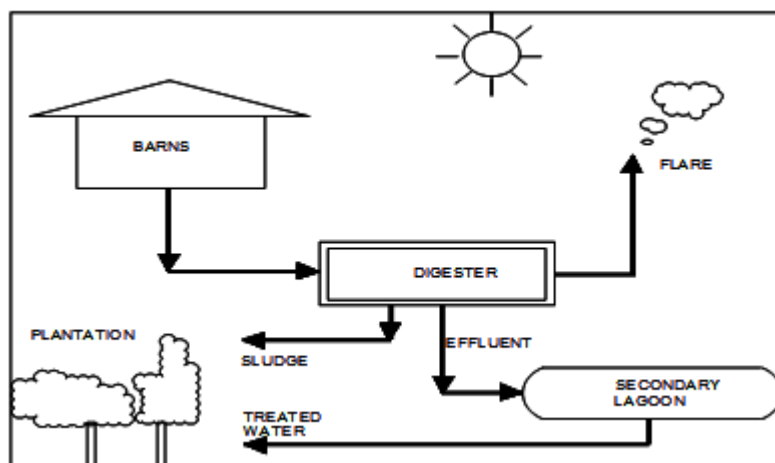 BARNS
FLARE
DIGESTER
PLANTATION
SLUDGE
EFFLUENT
SECONDARY
LAGOON
TREATED
WATER